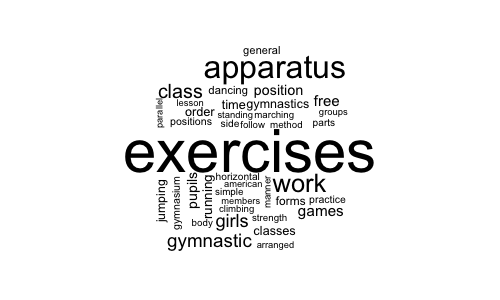 general
apparatus
class dancing position
lesson time gymnastics free
parallel order standing marching groups
positions side follow method parts
exercises
horizontal
jumping gymnasium pupils running american manner work
simple
members forms practice
climbing games
body girls strength
classes
gymnastic arranged